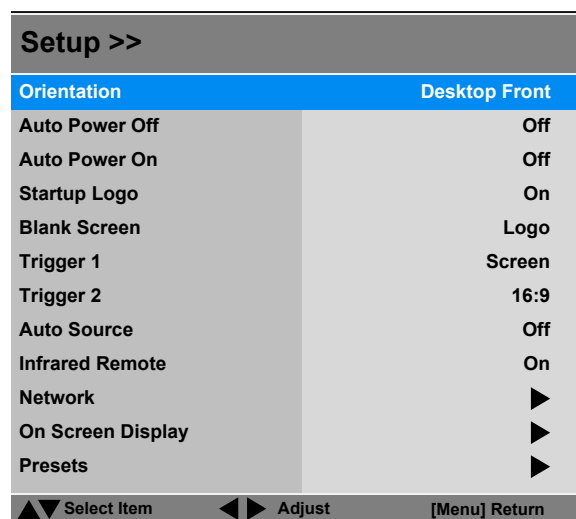 Setup >>
Orientation Desktop Front
Auto Power Off Off
Auto Power On Off
Startup Logo On
Blank Screen Logo
Trigger 1 Screen
Trigger 2 16:9
Auto Source Off
Infrared Remote On
Network
On Screen Display
Presets
Select Item Adjust [Menu] Return